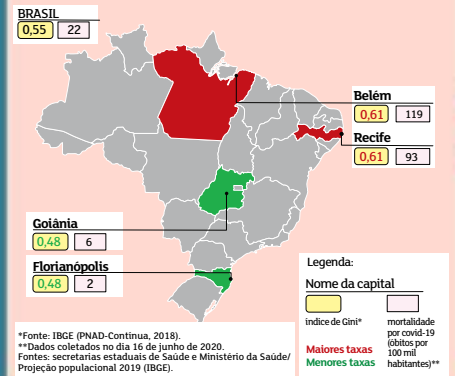 BRASIL
0,55 22
Belém
0,61 119
Recife
0,61 93
Goiânia
0,48 6
Florianópolis
0,48 2
Legenda:
Nome da capital
índice de Gini*
mortalidade
por covid-19
(óbitos por
100 mil
habitantes)**
Maiores taxas
Menores taxas
*Fonte: IBGE (PNAD-Continua, 2018).
**Dados coletados no dia 16 de junho de 2020.
Fontes: secretarias estaduais de Saúde e Ministério da Saúde/
Projeção populacional 2019 (IBGE).